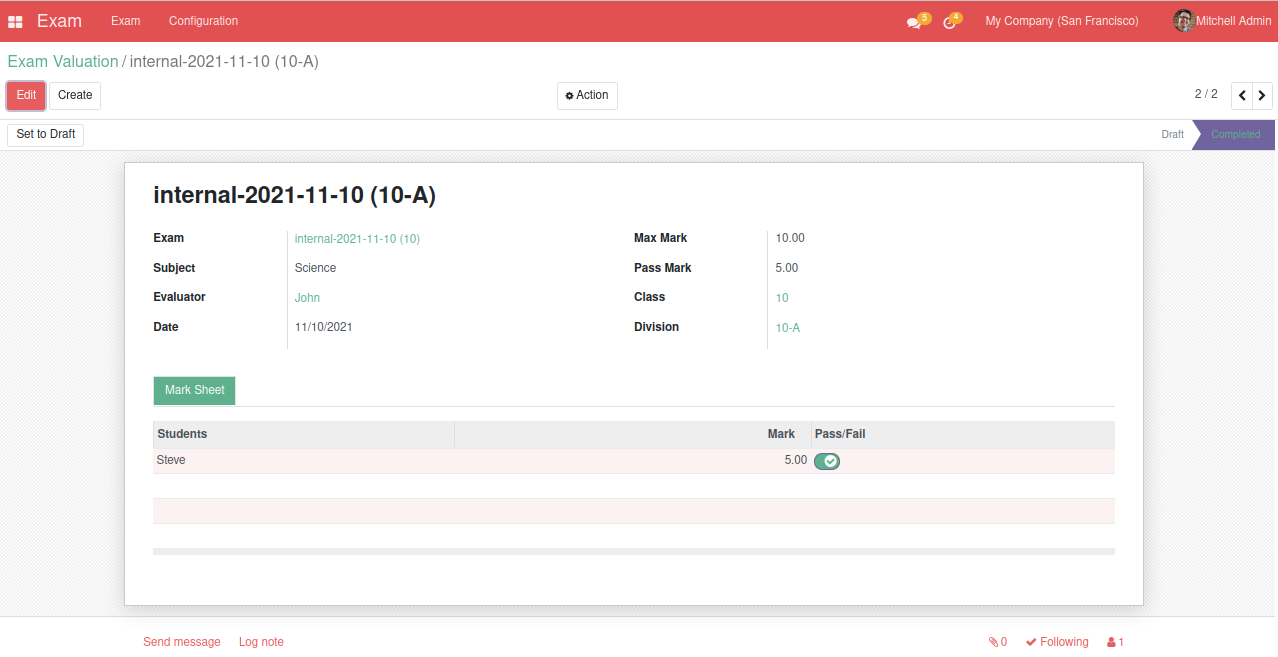 Exam Exam Configuration 5 4 My Company (San Francisco) Mitchell Admin
Exam Valuation / internal-2021-11-10 (10-A)
Edit Create Action 2 / 2
Set to Draft Draft Completed
internal-2021-11-10 (10-A)
Exam internal-2021-11-10 (10) Max Mark 10.00
Subject Science Pass Mark 5.00
Evaluator John Class 10
Date 11/10/2021 Division 10-A
Mark Sheet
Students Mark Pass/Fail
Steve 5.00
Send message Log note 0 Following 1